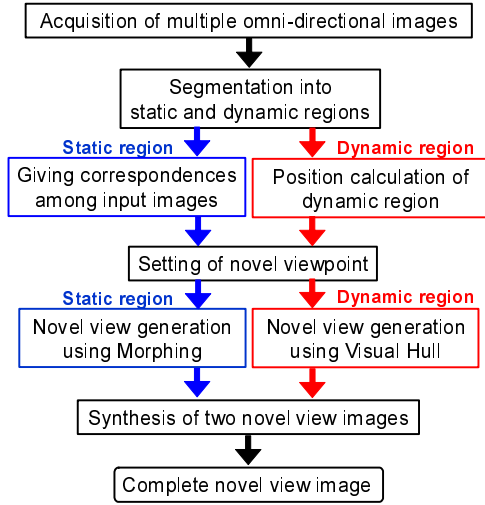 Acquisition of multiple omni-directional images
Segmentation into
static and dynamic regions
Static region
Dynamic region
Giving correspondences
among input images
Position calculation of
dynamic region
Setting of novel viewpoint
Static region
Dynamic region
Novel view generation
using Morphing
Novel view generation
using Visual Hull
Synthesis of two novel view images
Complete novel view image